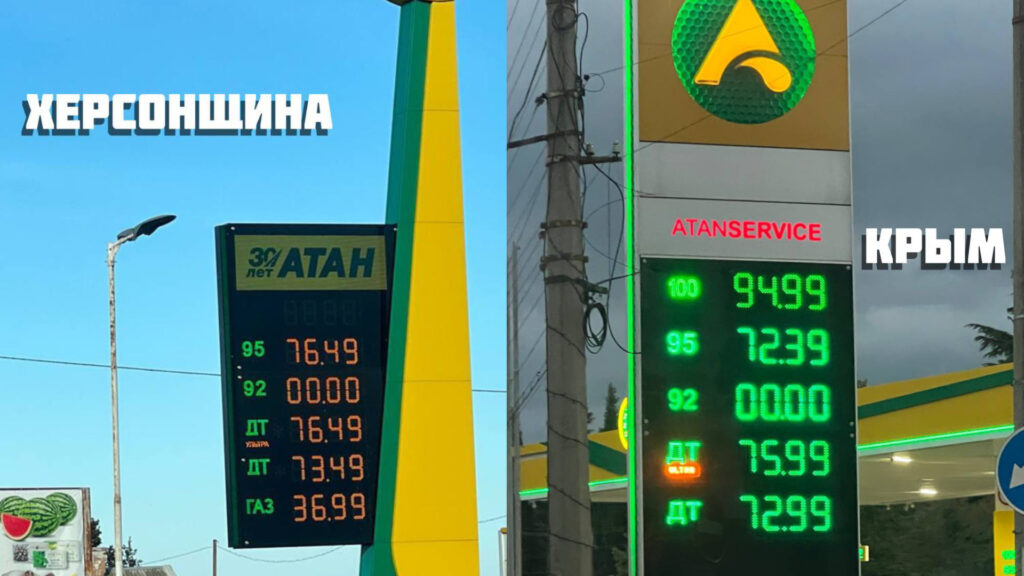 ХЕРСОНЩИНА
30 лет АТАН
95 76.49
92 00.00
ДТ УЛЬТРА 76.49
ДТ 73.49
ГАЗ 36.99
ATANSERVICE
КРЫМ
100 94.99
95 72.39
92 00.00
ДТ ULTRA 75.99
ДТ 72.99